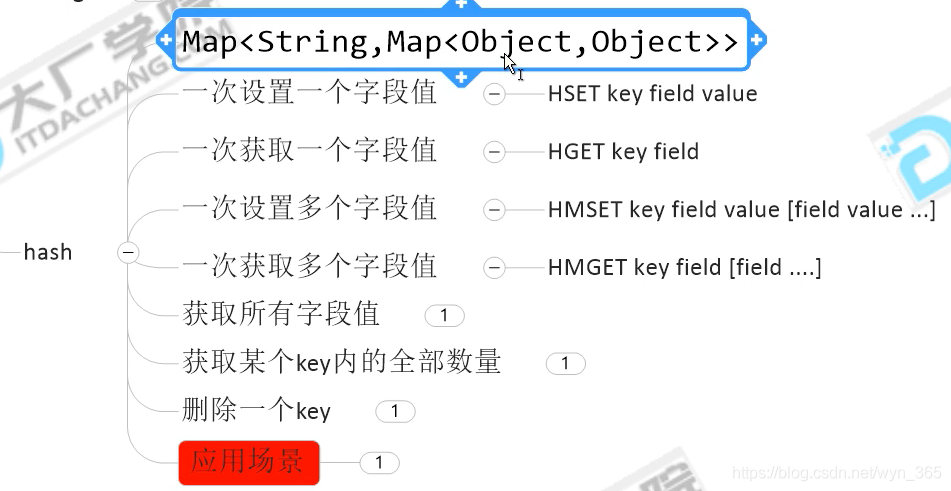 Map<String,Map<Object,Object>>
一次设置一个字段值 HSET key field value
一次获取一个字段值 HGET key field
一次设置多个字段值 HMSET key field value [field value ...]
hash
一次获取多个字段值 HMGET key field [field ....]
获取所有字段值 1
获取某个key内的全部数量 1
删除一个key 1
应用场景 1
大厂学院
ITDACHANG.COM
https://blog.csdn.net/wyn_365